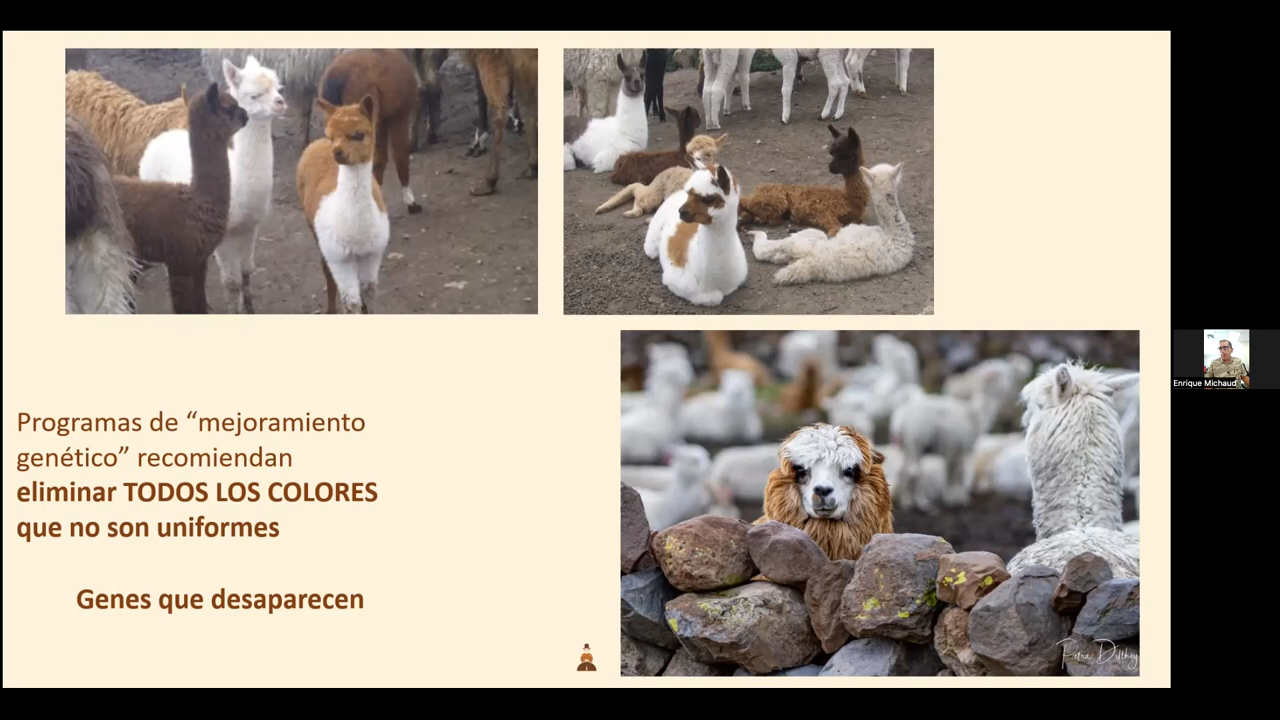 Programas de “mejoramiento
genético” recomiendan
eliminar TODOS LOS COLORES
que no son uniformes
Genes que desaparecen
Enrique Michaud